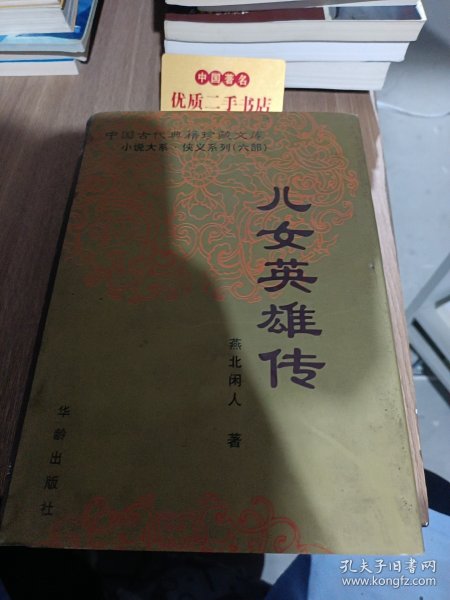 中国著名
优质二手书店
中国古代典籍珍藏文库
小说大系·侠义系列(六部)
儿女英雄传
燕北闲人 著
华龄出版社
孔夫子旧书网
www.kongfz.com